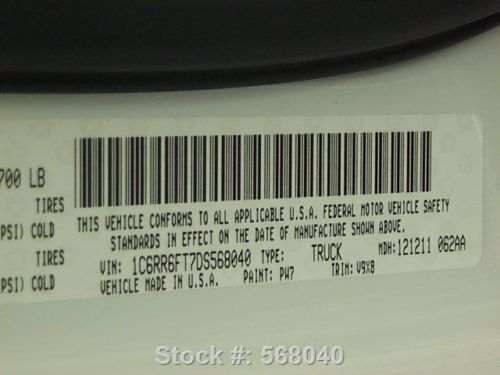 700 LB
TIRES
PSI) COLD
TIRES
PSI) COLD
THIS VEHICLE CONFORMS TO ALL APPLICABLE U.S.A. FEDERAL MOTOR VEHICLE SAFETY
STANDARDS IN EFFECT ON THE DATE OF MANUFACTURE SHOWN ABOVE.
VIN: 1C6RR6FT7DS568040 TYPE: TRUCK MDH:121211 062AA
VEHICLE MADE IN U.S.A. PAINT: PW7 TRIM: V9X8
Stock #: 568040